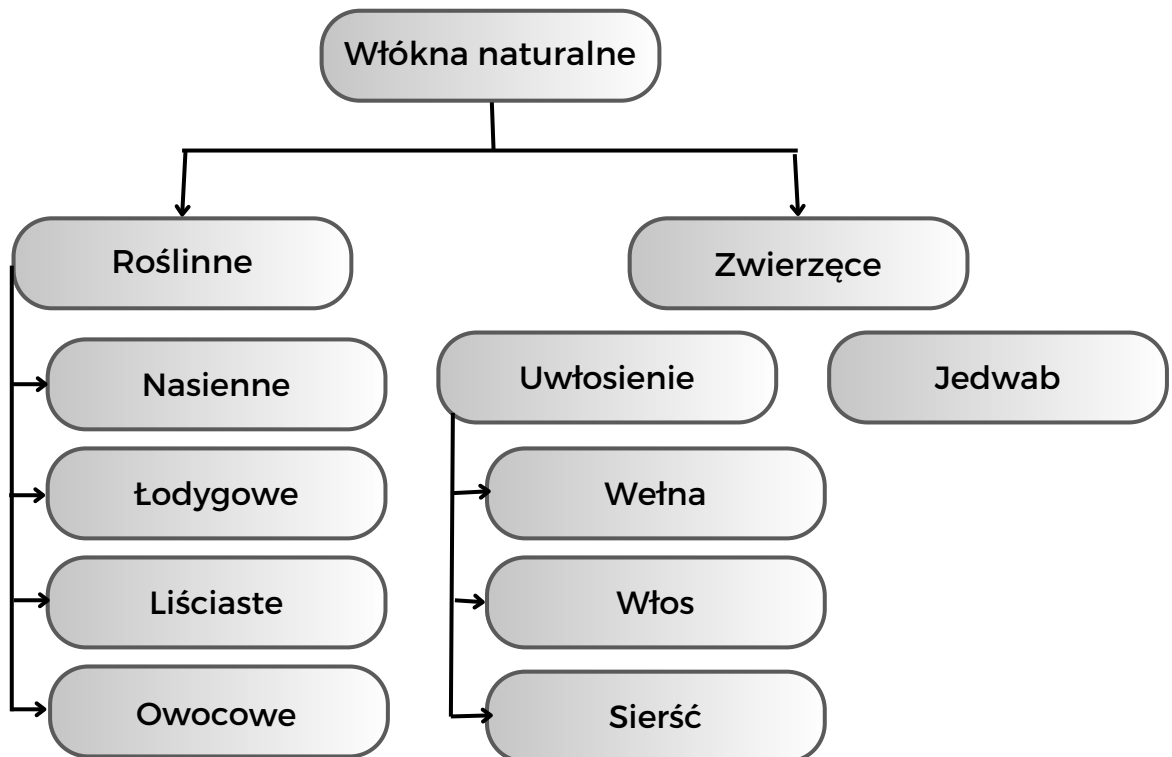 Włókna naturalne
Roślinne
Zwierzęce
Nasienne
Łodygowe
Liściaste
Owocowe
Uwłosienie
Jedwab
Wełna
Włos
Sierść